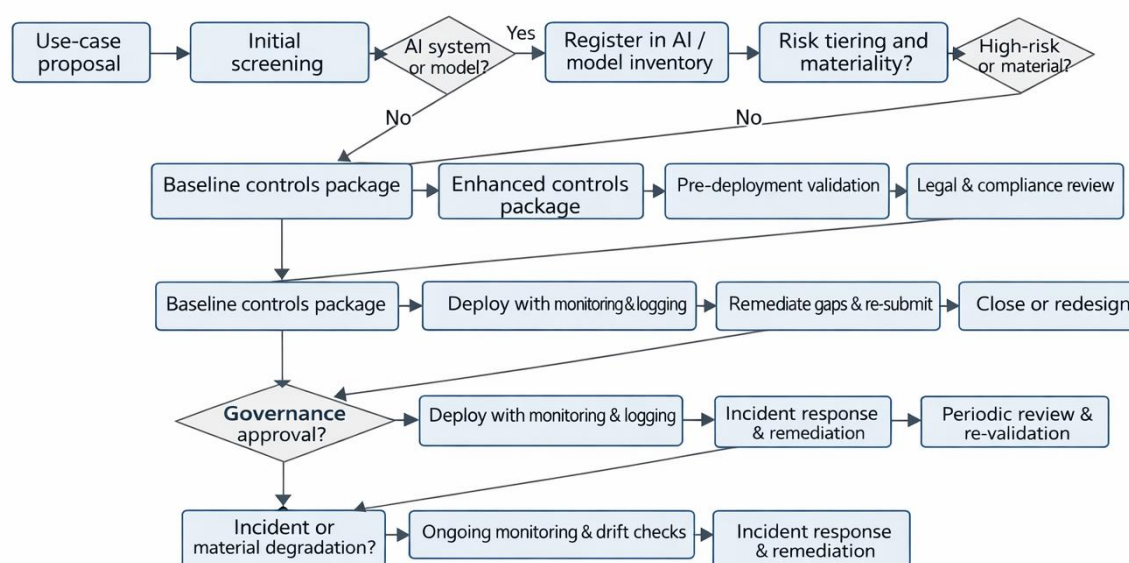 Use-case
proposal
Initial
screening
AI system
or model?
Yes
Register in AI /
model inventory
Risk tiering and
materiality?
High-risk
or material?
No
No
Baseline controls package
Enhanced controls
package
Pre-deployment validation
Legal & compliance review
Baseline controls package
Deploy with monitoring & logging
Remediate gaps & re-submit
Close or redesign
Governance
approval?
Deploy with monitoring & logging
Incident response
& remediation
Periodic review &
re-validation
Incident or
material degradation?
Ongoing monitoring & drift checks
Incident response
& remediation